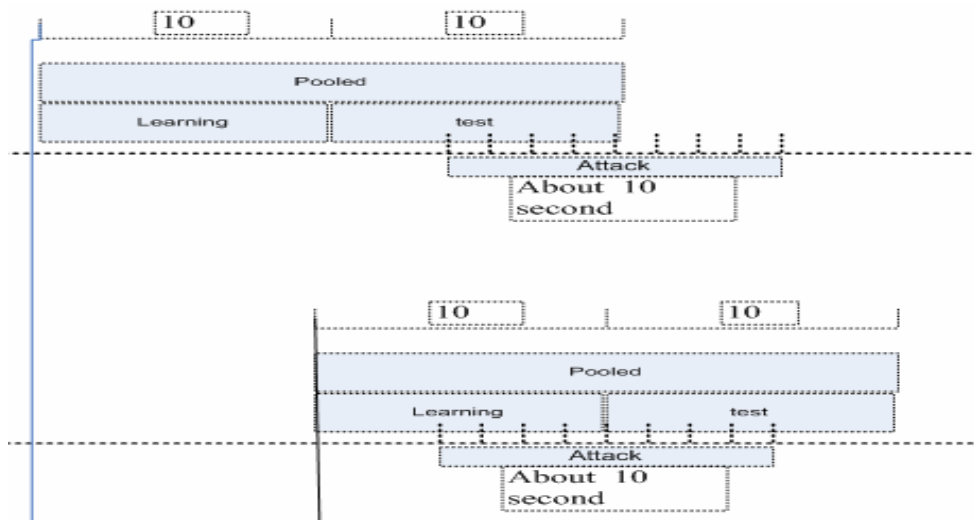 10 10
Pooled
Learning test
Attack
About 10
second
10 10
Pooled
Learning test
Attack
About 10
second